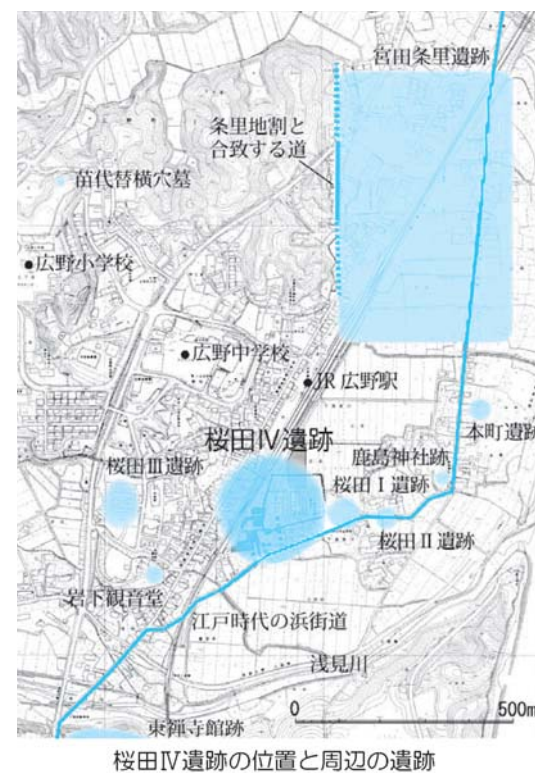 宮田条里遺跡
条里地割と
合致する道
苗代替横穴墓
●広野小学校
●広野中学校
●JR広野駅
桜田Ⅳ遺跡
本町遺跡
鹿島神社跡
桜田Ⅲ遺跡
桜田Ⅰ遺跡
桜田Ⅱ遺跡
岩下観音堂
江戸時代の浜街道
浅見川
0 500m
東禅寺館跡
桜田Ⅳ遺跡の位置と周辺の遺跡